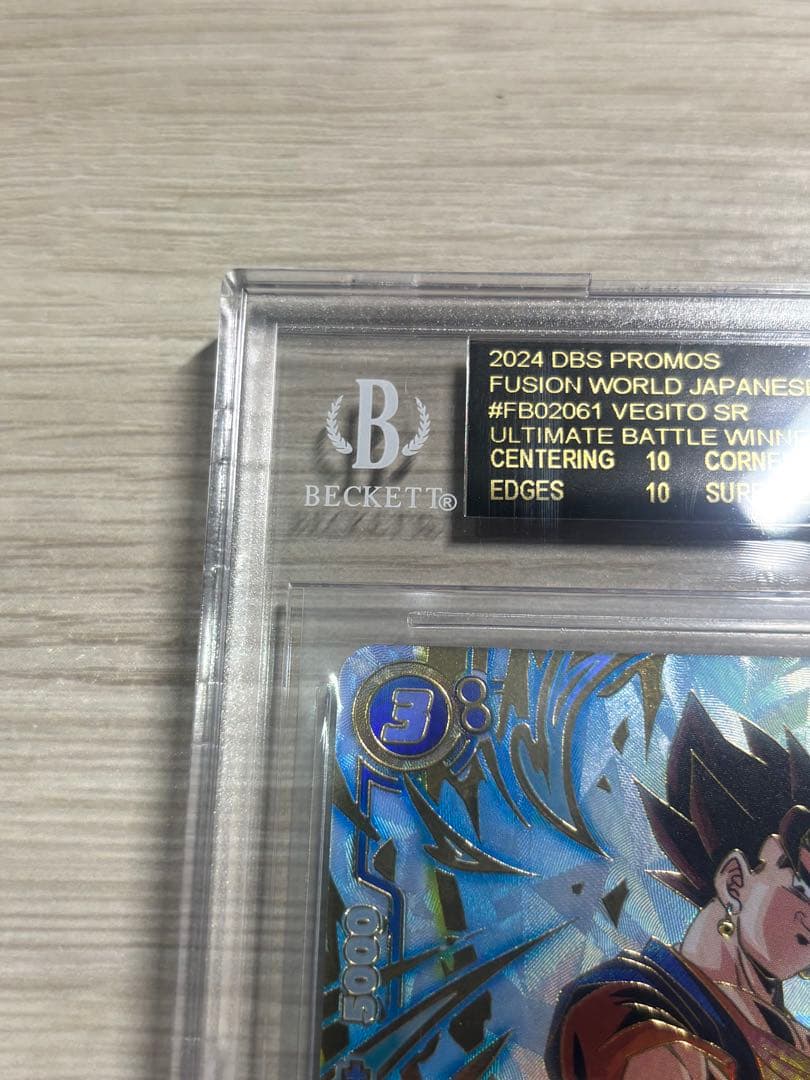 2024 DBS PROMOS
FUSION WORLD JAPANESE
#FB02061 VEGITO SR
ULTIMATE BATTLE
CENTERING 10
EDGES 10
B
BECKETT®
3
5000